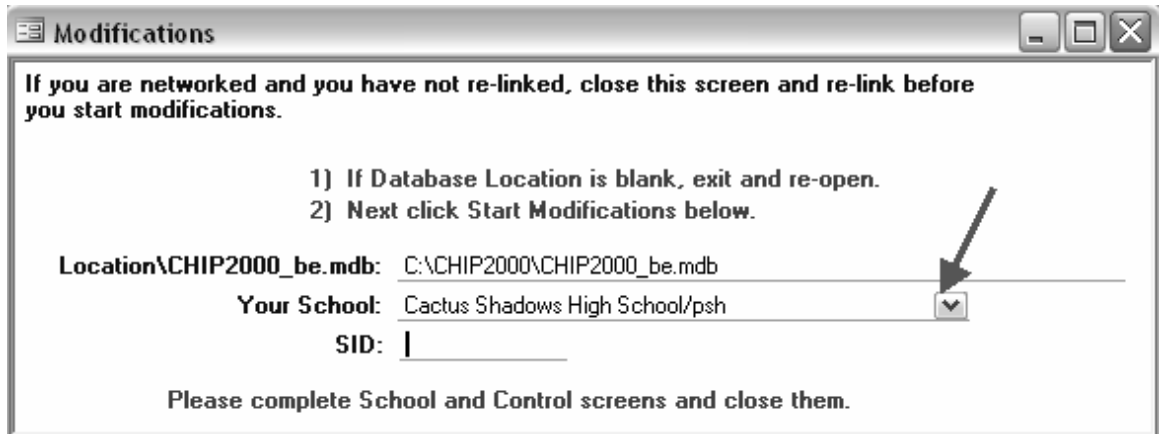 Modifications
If you are networked and you have not re-linked, close this screen and re-link before
you start modifications.
1) If Database Location is blank, exit and re-open.
2) Next click Start Modifications below.
Location\CHIP2000_be.mdb: C:\CHIP2000\CHIP2000_be.mdb
Your School: Cactus Shadows High School/psh
SID:
Please complete School and Control screens and close them.